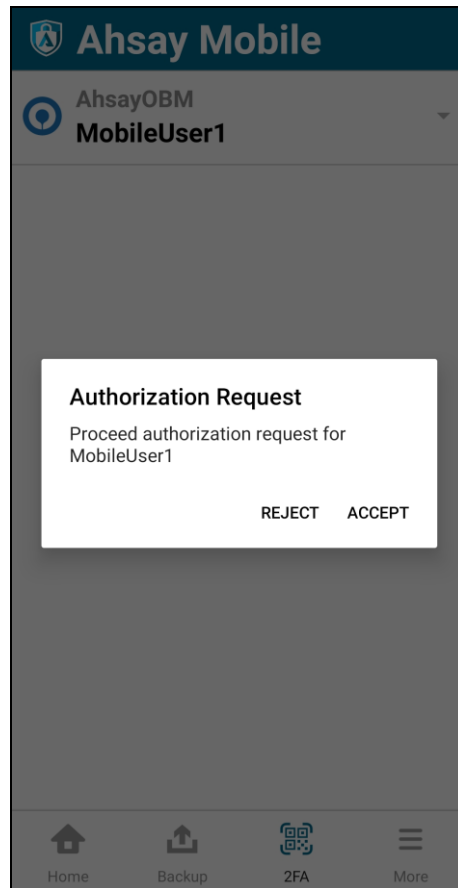 Ahsay Mobile
AhsayOBM
MobileUser1
Authorization Request
Proceed authorization request for
MobileUser1
REJECT ACCEPT
Home Backup 2FA More